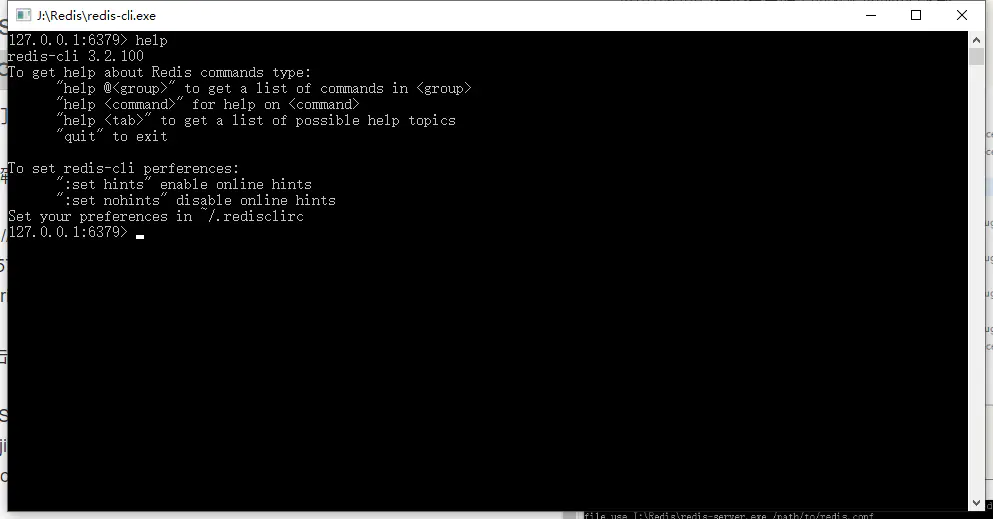 J:\Redis\redis-cli.exe
127.0.0.1:6379> help
redis-cli 3.2.100
To get help about Redis commands type:
"help @<group>" to get a list of commands in <group>
"help <command>" for help on <command>
"help <tab>" to get a list of possible help topics
"quit" to exit
To set redis-cli perferences:
":set hints" enable online hints
":set nohints" disable online hints
Set your preferences in ~/.redisclirc
127.0.0.1:6379>
file use J:\Redis\redis-server.exe /path/to/redis.conf